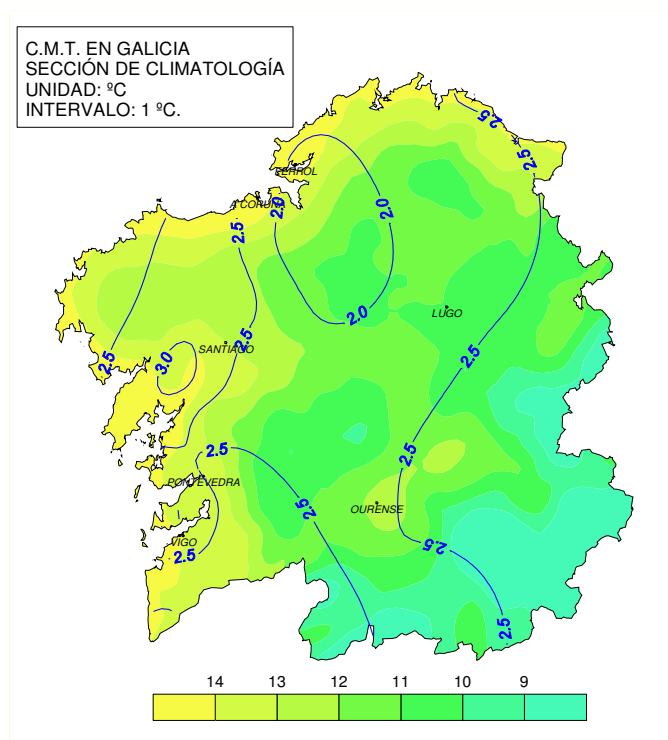 C.M.T. EN GALICIA
SECCIÓN DE CLIMATOLOGÍA
UNIDAD: ºC
INTERVALO: 1 ºC.
2.5
2.5
FERROL
A CORUÑA
2.0
2.0
2.5
2.0
LUGO
SANTIAGO
2.5
2.5
3.0
2.5
2.5
2.5
PONTEVEDRA
2.5
OURENSE
VIGO
2.5
2.5
2.5
14 13 12 11 10 9